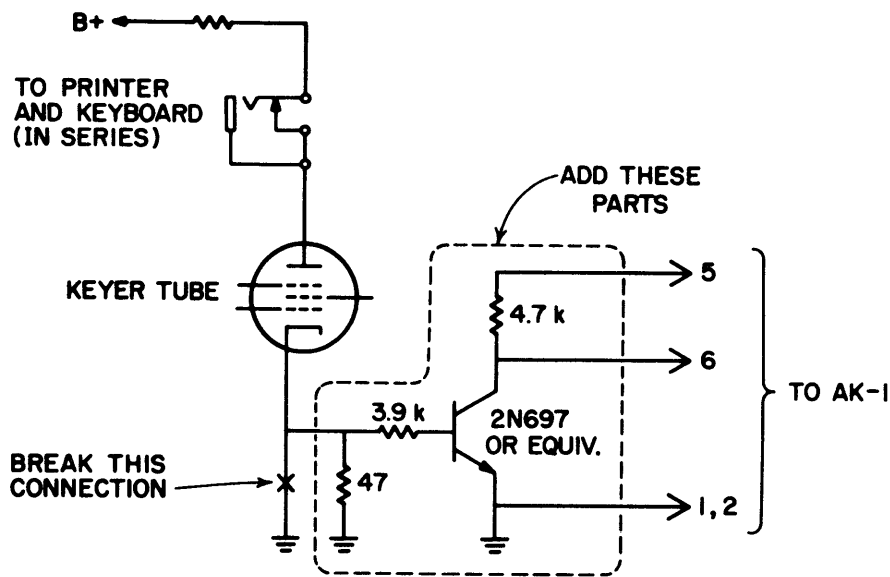 B+
TO PRINTER
AND KEYBOARD
(IN SERIES)
ADD THESE
PARTS
KEYER TUBE
5
4.7 k
6
TO AK-1
3.9 k
2N697
OR EQUIV.
BREAK THIS
CONNECTION
47
1, 2